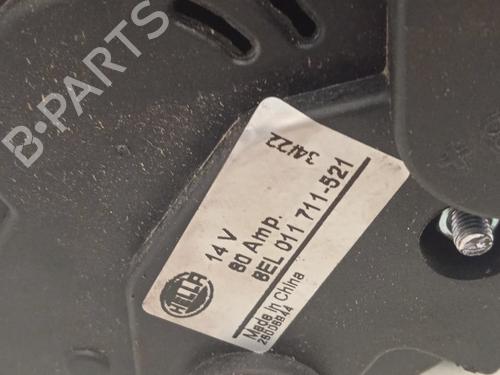 B-PARTS
34/22
HELLA
14 V
80 Amp.
8EL 011 711-521
Made in China